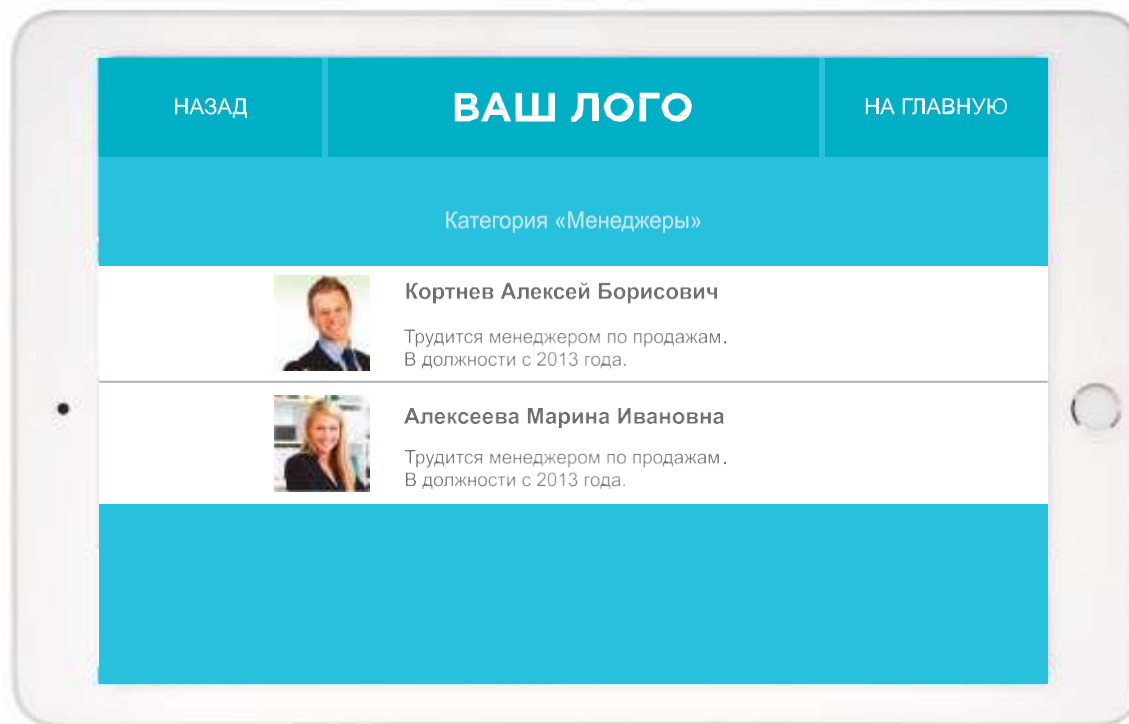 НАЗАД
ВАШ ЛОГО
НА ГЛАВНУЮ
Категория «Менеджеры»
Кортнев Алексей Борисович
Трудится менеджером по продажам.
В должности с 2013 года.
Алексеева Марина Ивановна
Трудится менеджером по продажам.
В должности с 2013 года.